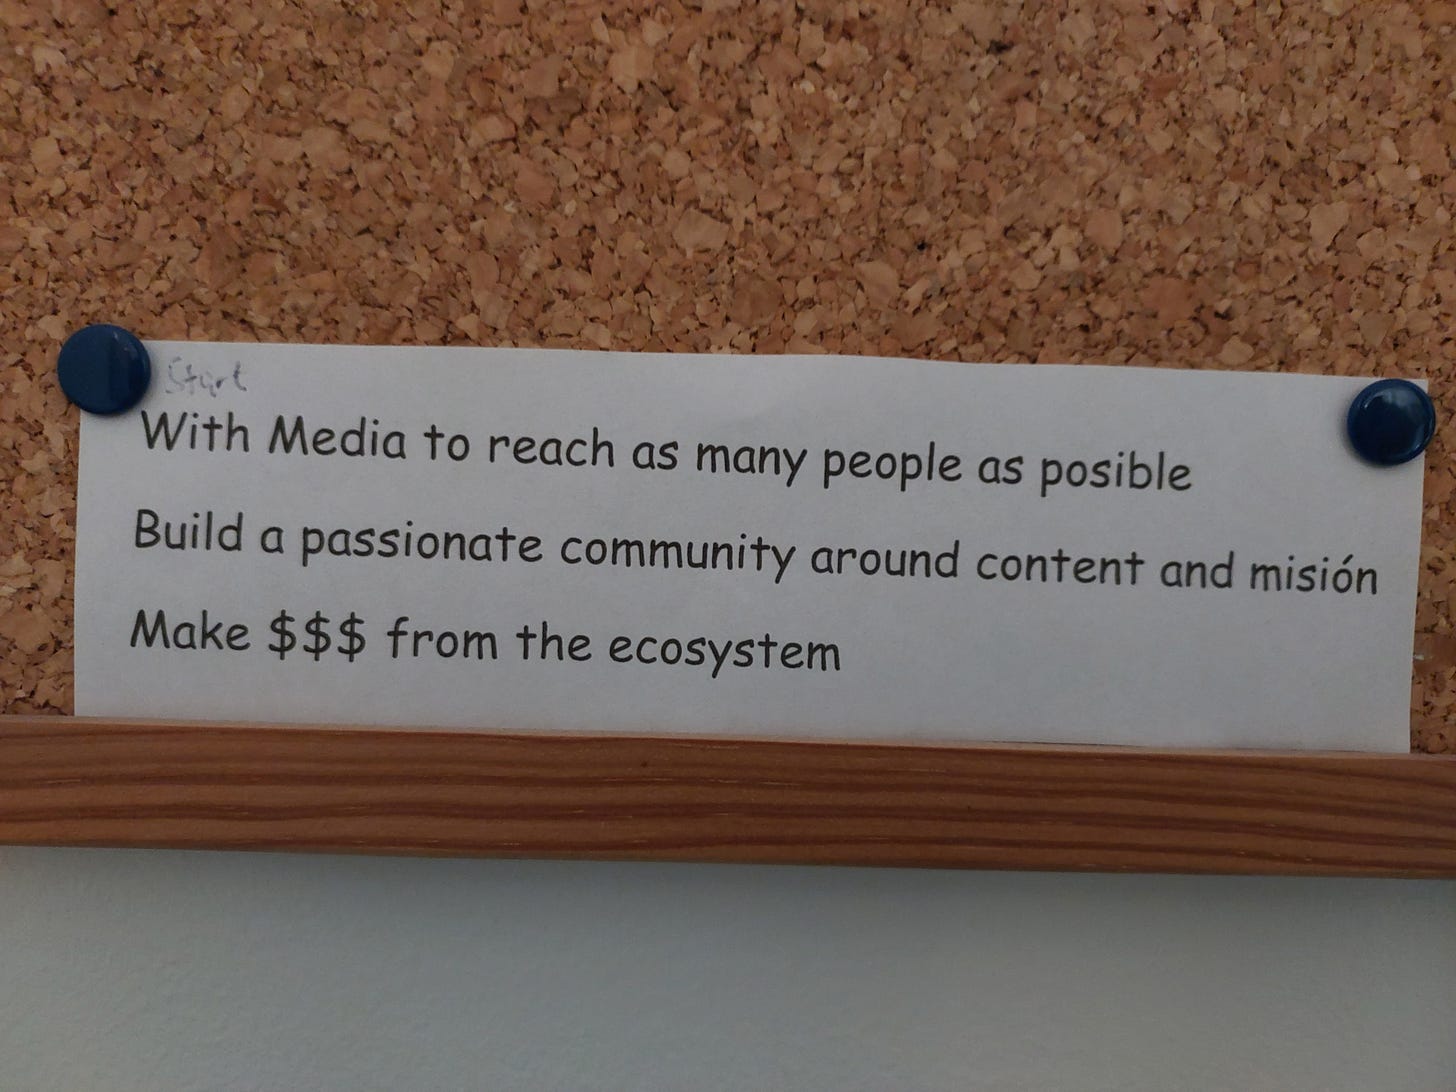 Start
With Media to reach as many people as posible
Build a passionate community around content and misión
Make $$$ from the ecosystem